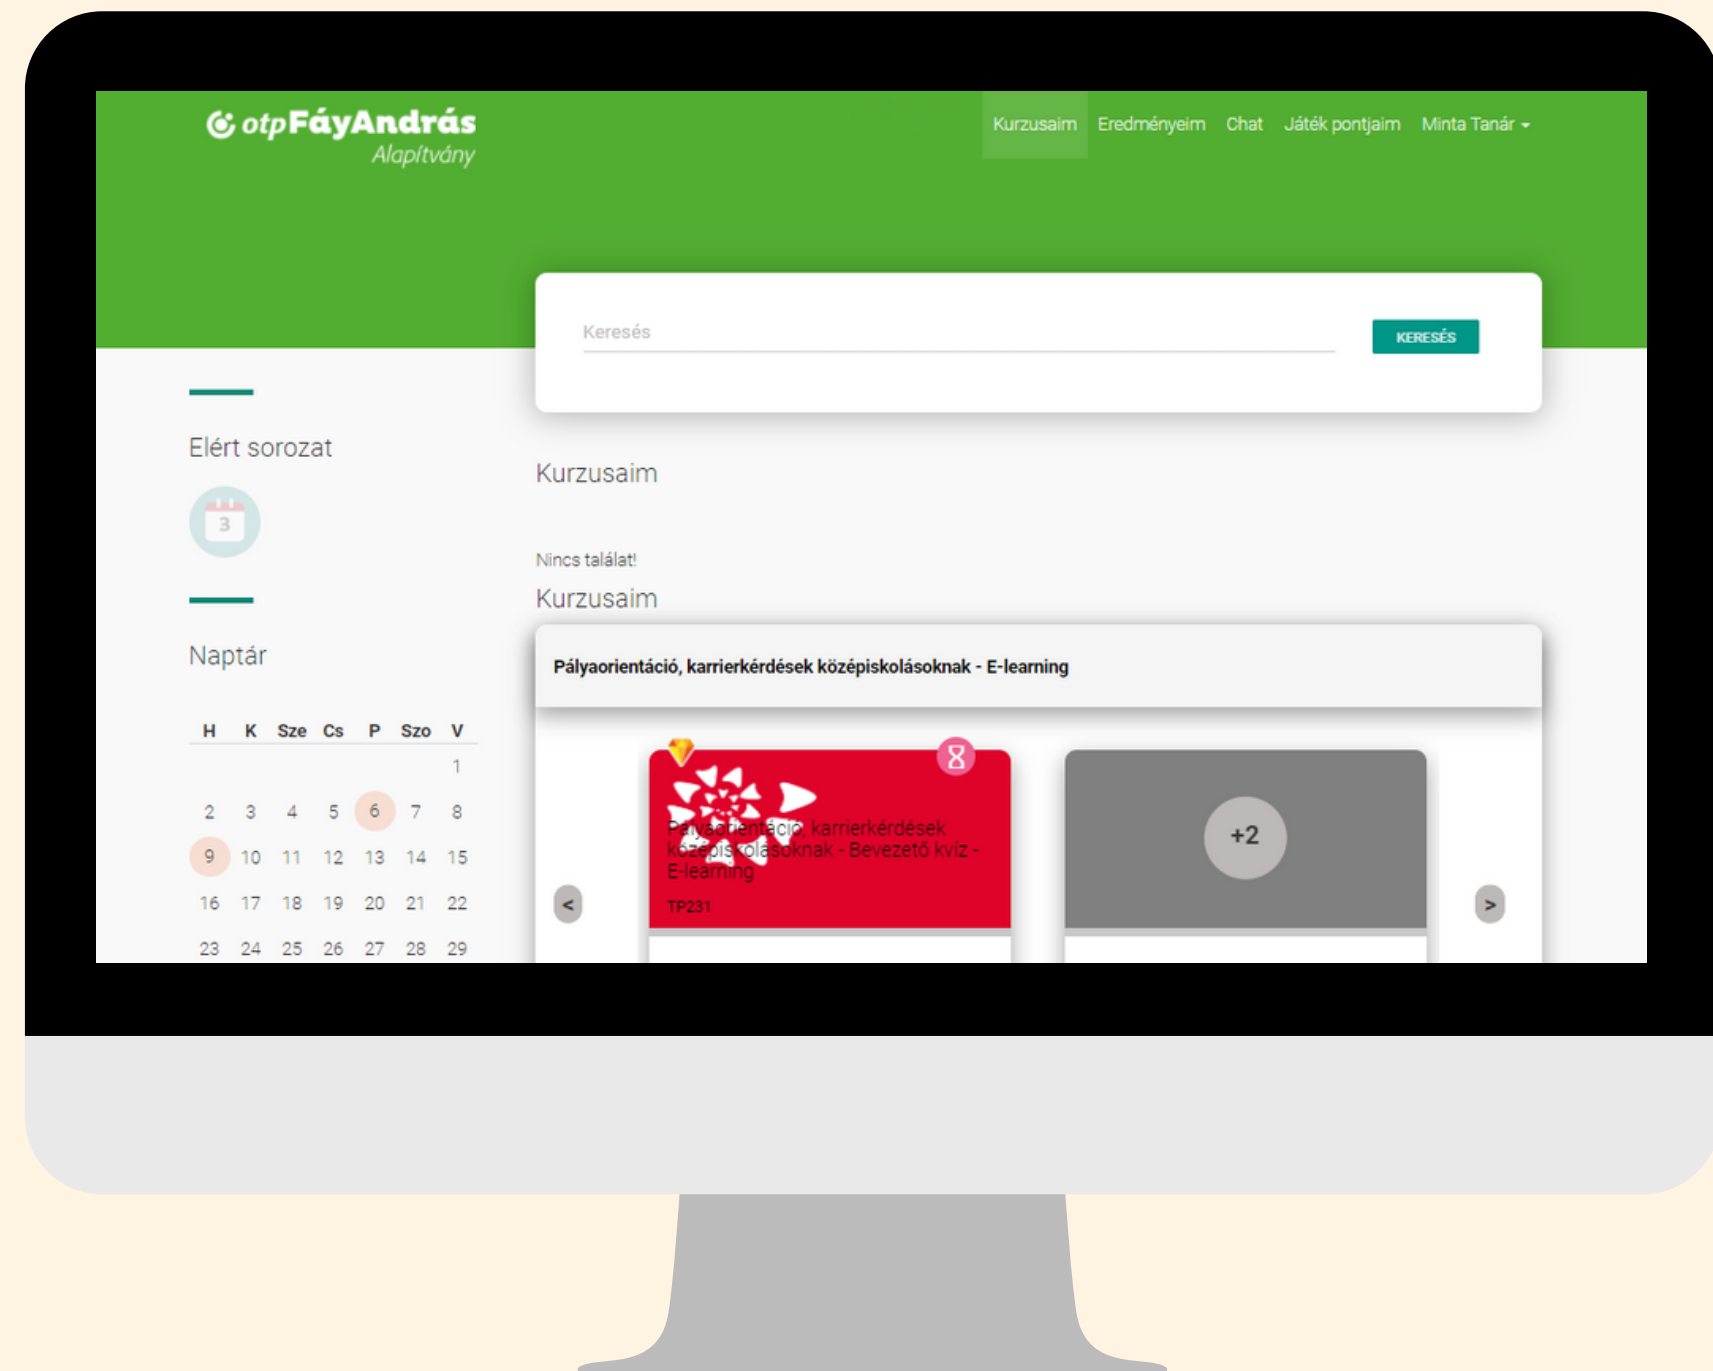 otpFáyAndrás
Alapítvány
Kurzusaim Eredményeim Chat Játék pontjaim Minta Tanár
Keresés
KERESÉS
Elért sorozat
3
Naptár
H K Sze Cs P Szo V
1
2 3 4 5 6 7 8
9 10 11 12 13 14 15
16 17 18 19 20 21 22
23 24 25 26 27 28 29
Kurzusaim
Nincs találat!
Kurzusaim
Pályaorientáció, karrierkérdések középiskolásoknak - E-learning
Pályaorientáció, karrierkérdések
középiskolásoknak - Bevezető kvíz -
E-learning
TP231
+2
<
>